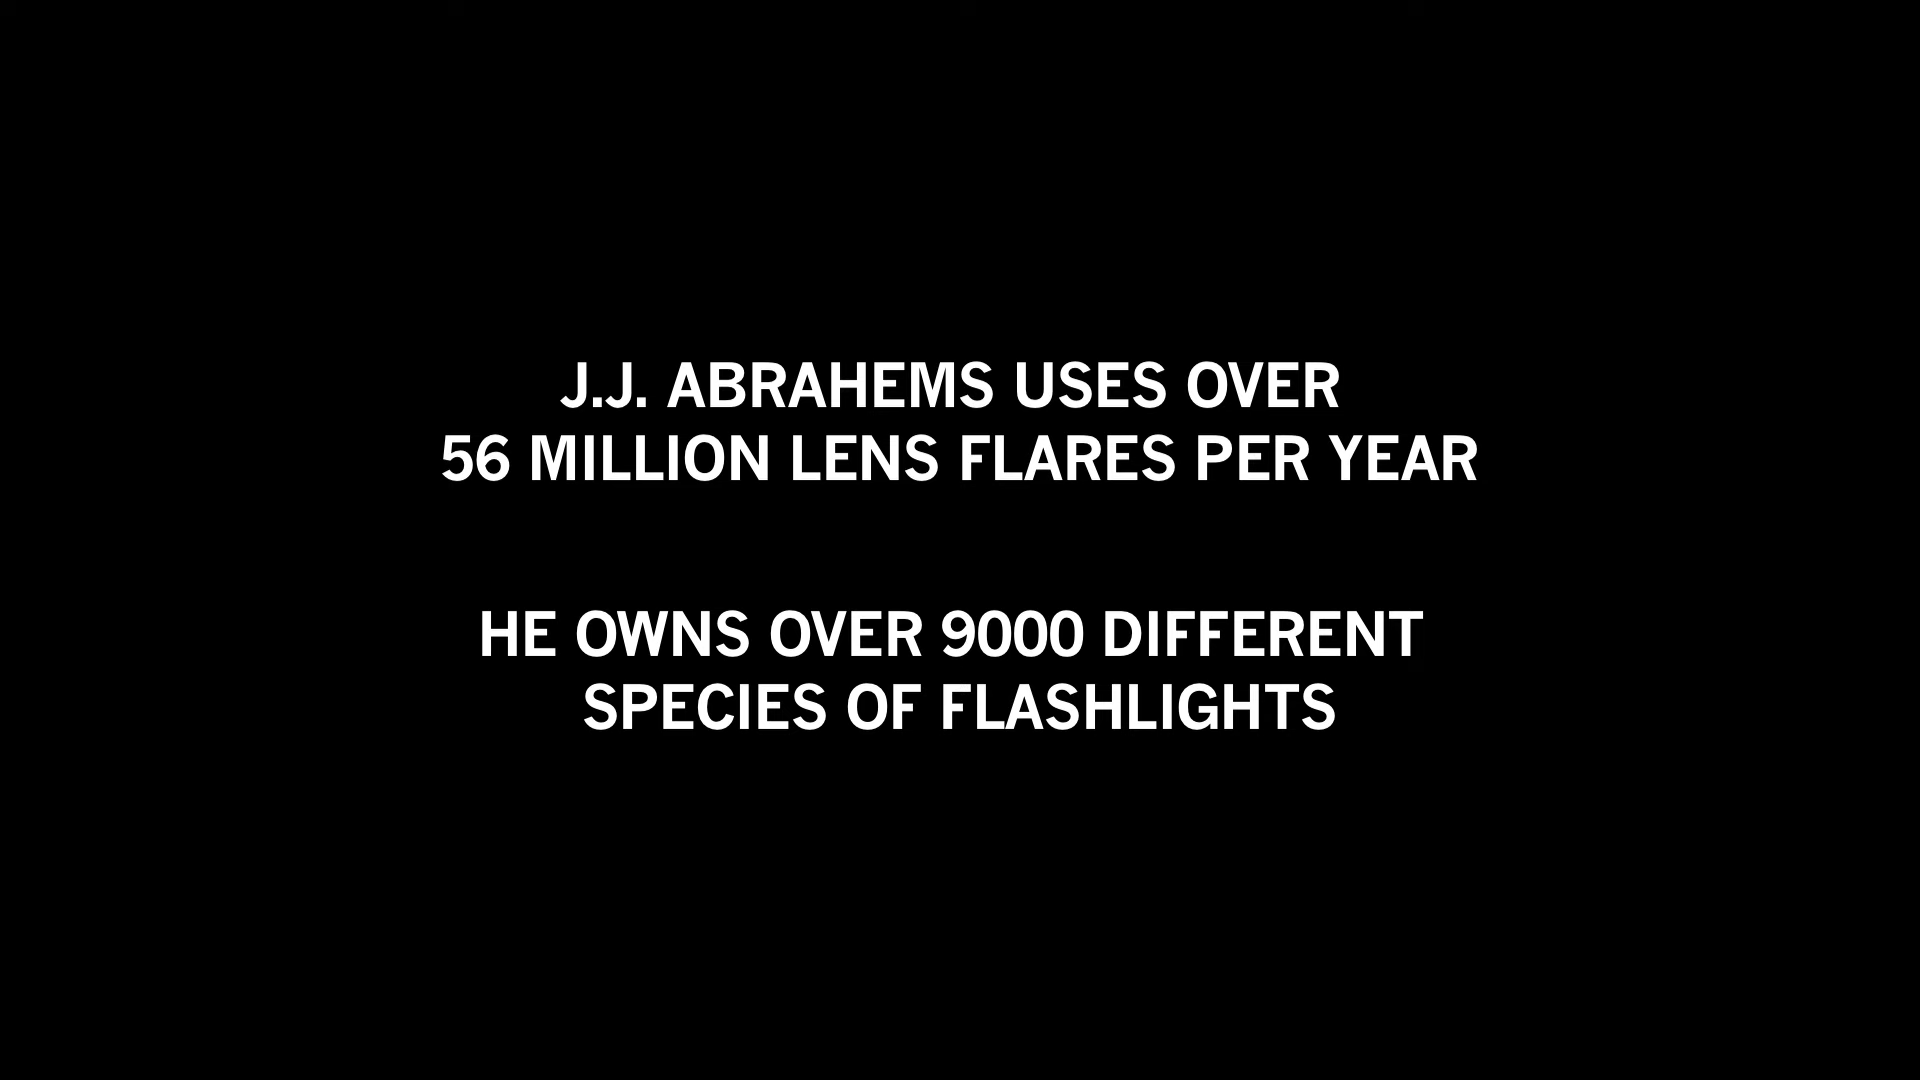 J.J. ABRAHEMS USES OVER
56 MILLION LENS FLARES PER YEAR
HE OWNS OVER 9000 DIFFERENT
SPECIES OF FLASHLIGHTS